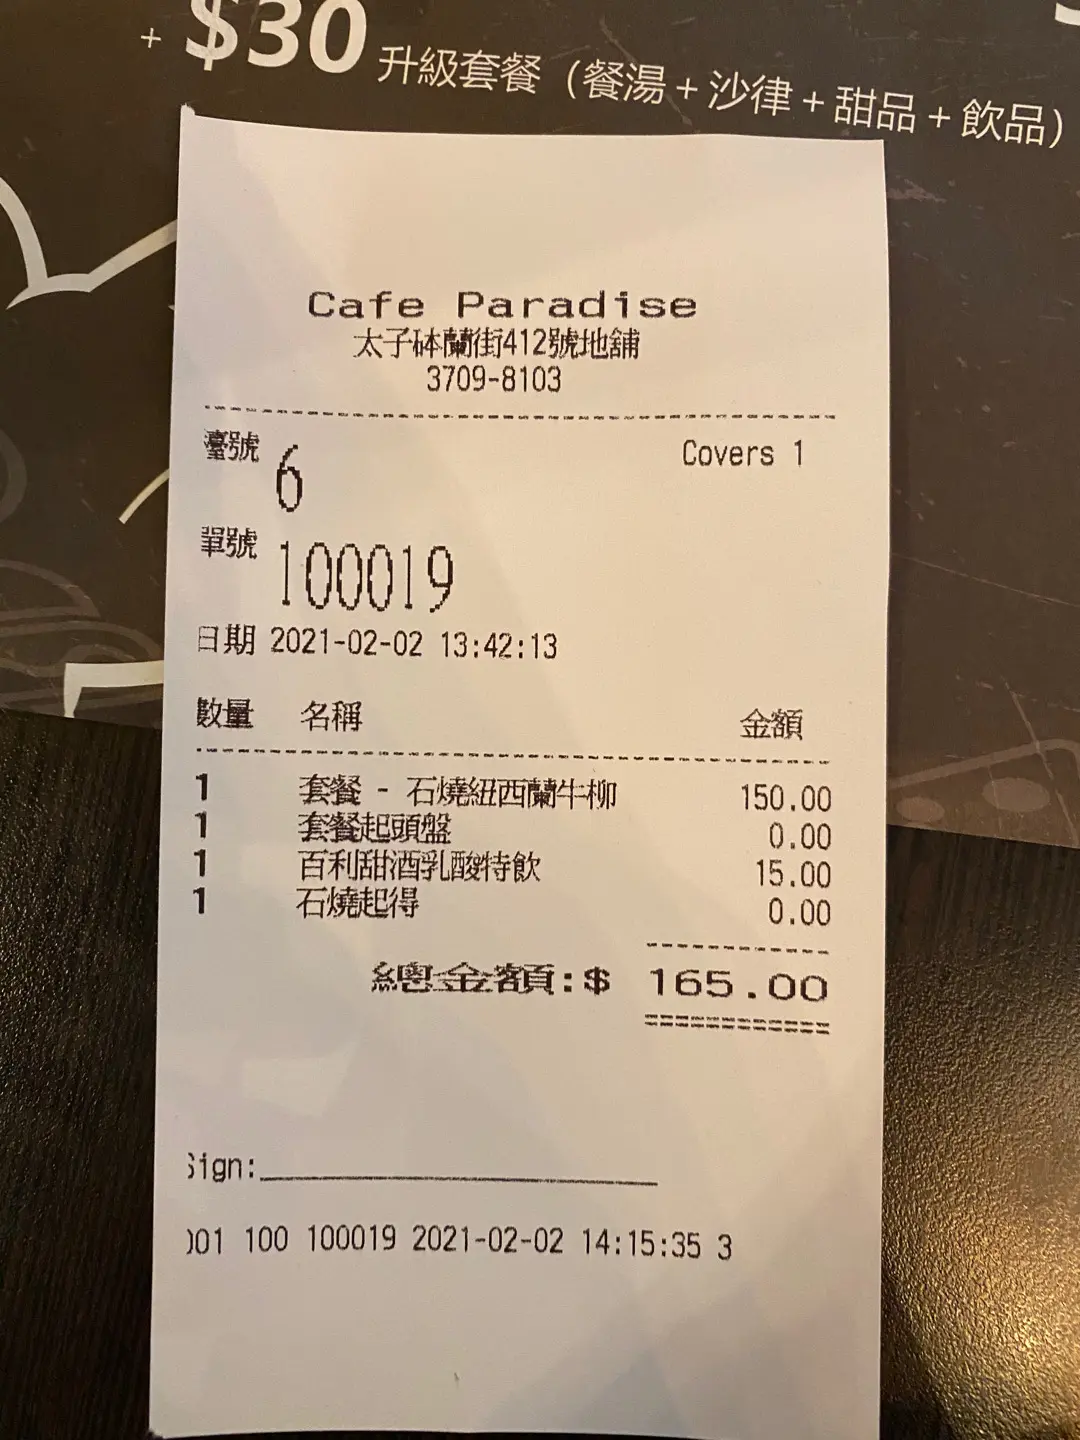 + $30 升級套餐（餐湯 + 沙律 + 甜品 + 飲品）
Cafe Paradise
太子砵蘭街412號地舖
3709-8103
臺號 6 Covers 1
單號 100019
日期 2021-02-02 13:42:13
數量 名稱 金額
1 套餐 - 石燒紐西蘭牛柳 150.00
1 套餐起頭盤 0.00
1 百利甜酒乳酸特飲 15.00
1 石燒起得 0.00
總金額:$ 165.00
Sign:
001 100 100019 2021-02-02 14:15:35 3